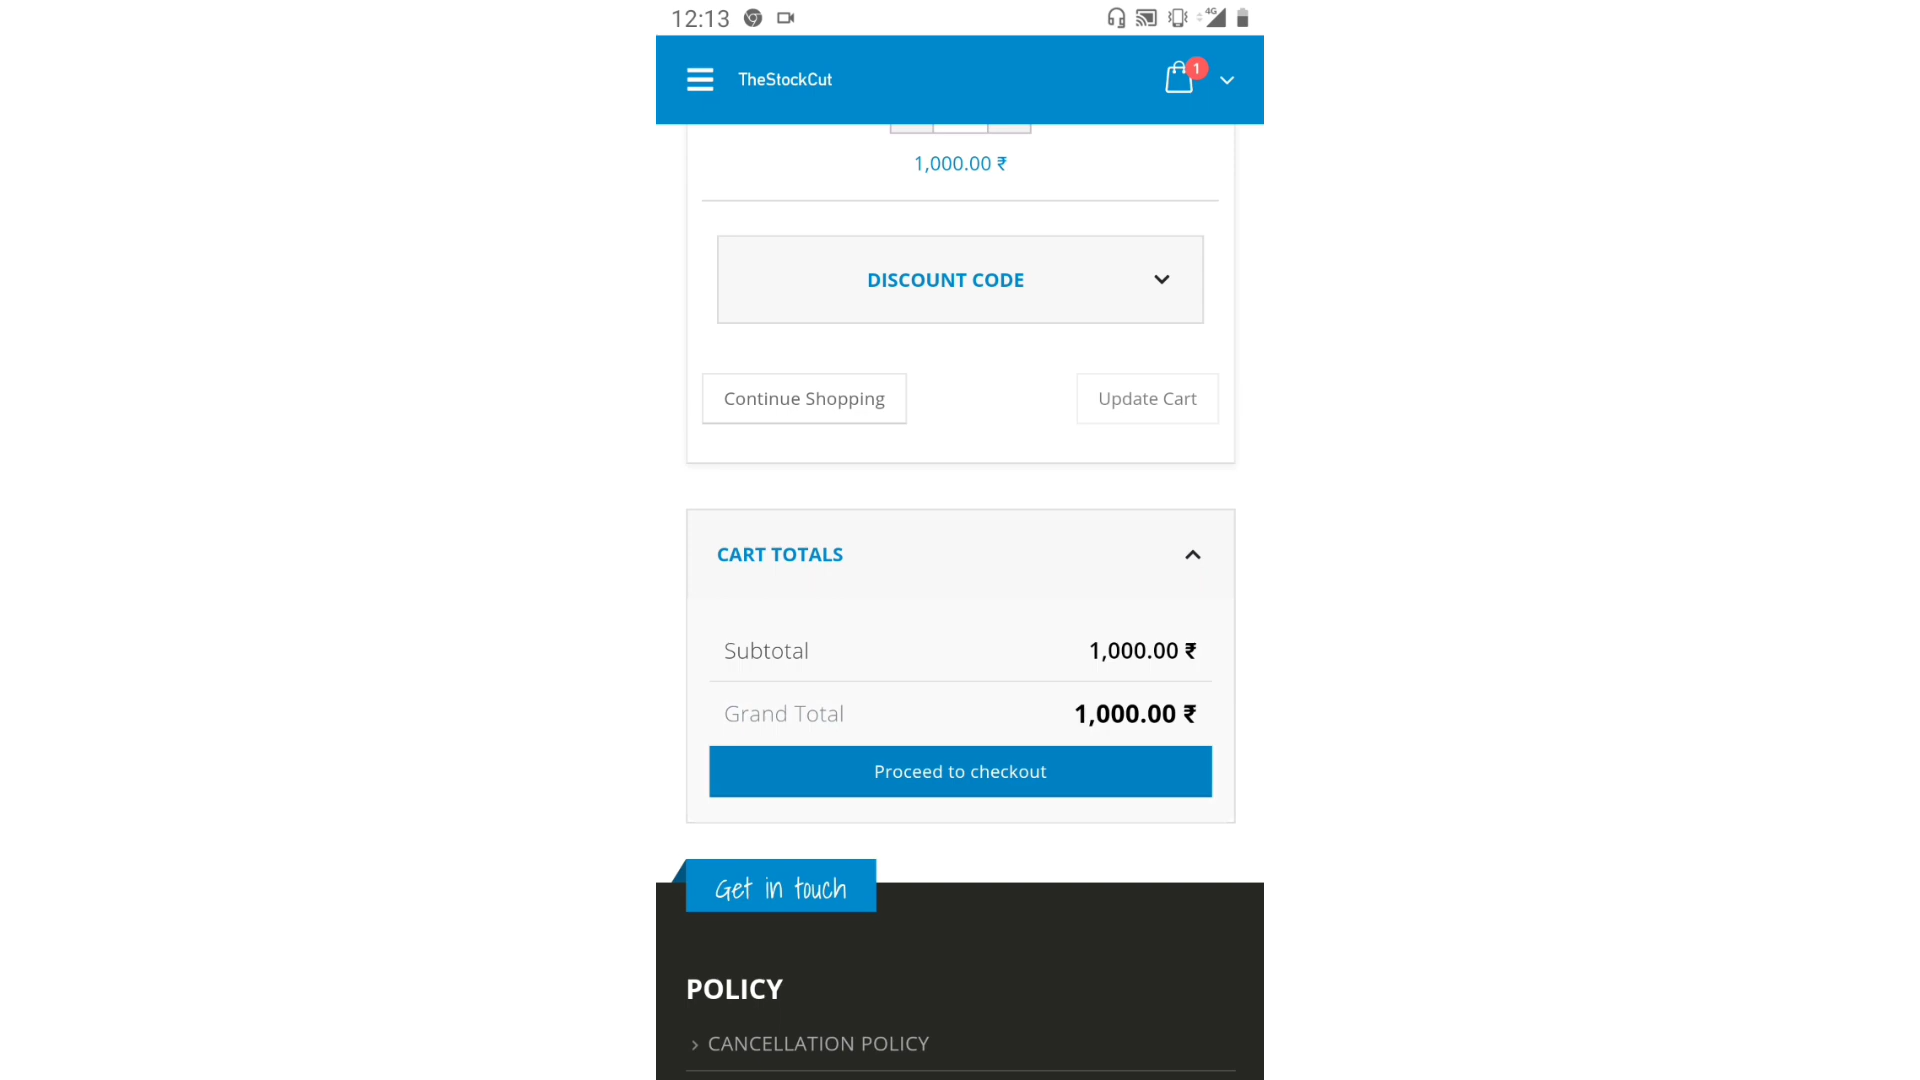 12:13
4G
TheStockCut
1
1,000.00 ₹
DISCOUNT CODE
Continue Shopping
Update Cart
CART TOTALS
Subtotal 1,000.00 ₹
Grand Total 1,000.00 ₹
Proceed to checkout
Get in touch
POLICY
CANCELLATION POLICY